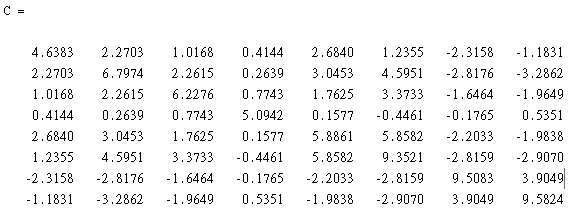 C =
4.6383 2.2703 1.0168 0.4144 2.6840 1.2355 -2.3158 -1.1831
2.2703 6.7974 2.2615 0.2639 3.0453 4.5951 -2.8176 -3.2862
1.0168 2.2615 6.2276 0.7743 1.7625 3.3733 -1.6464 -1.9649
0.4144 0.2639 0.7743 5.0942 0.1577 -0.4461 -0.1765 0.5351
2.6840 3.0453 1.7625 0.1577 5.8861 5.8582 -2.2033 -1.9838
1.2355 4.5951 3.3733 -0.4461 5.8582 9.3521 -2.8159 -2.9070
-2.3158 -2.8176 -1.6464 -0.1765 -2.2033 -2.8159 9.5083 3.9049
-1.1831 -3.2862 -1.9649 0.5351 -1.9838 -2.9070 3.9049 9.5824